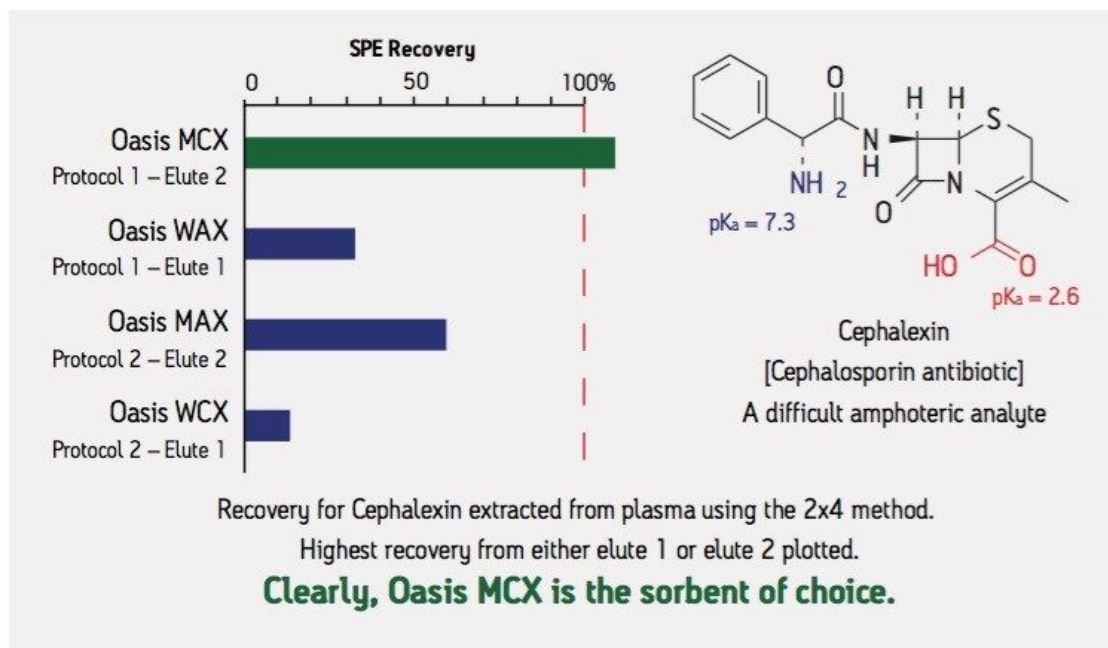 SPE Recovery
0 50 100%
Oasis MCX
Protocol 1 – Elute 2
Oasis WAX
Protocol 1 – Elute 1
Oasis MAX
Protocol 2 – Elute 2
Oasis WCX
Protocol 2 – Elute 1
O
H H
S
N
H
NH 2
N
O
pKa = 7.3
HO O
pKa = 2.6
Cephalexin
[Cephalosporin antibiotic]
A difficult amphoteric analyte
Recovery for Cephalexin extracted from plasma using the 2x4 method.
Highest recovery from either elute 1 or elute 2 plotted.
Clearly, Oasis MCX is the sorbent of choice.